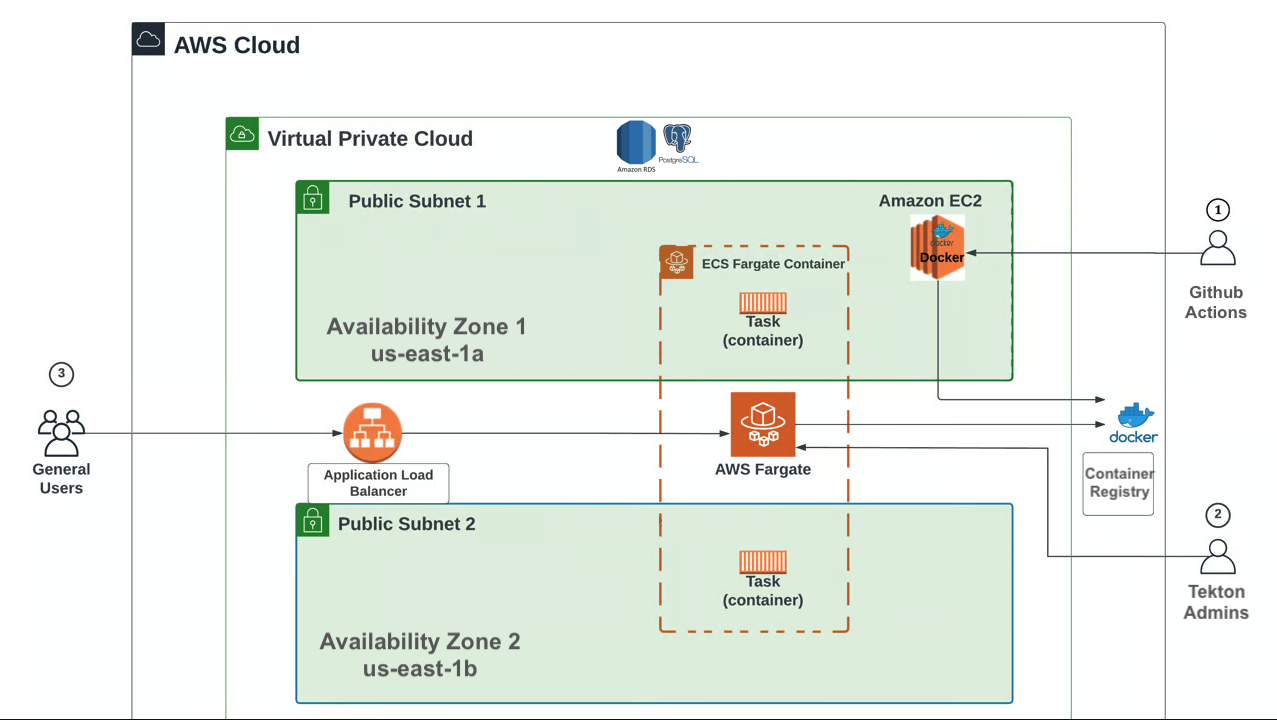 AWS Cloud
Virtual Private Cloud
Amazon RDS
PostgreSQL
Public Subnet 1
Amazon EC2
docker
Docker
ECS Fargate Container
Task
(container)
Availability Zone 1
us-east-1a
1
Github
Actions
3
General
Users
Application Load
Balancer
AWS Fargate
docker
Container
Registry
2
Tekton
Admins
Public Subnet 2
Task
(container)
Availability Zone 2
us-east-1b